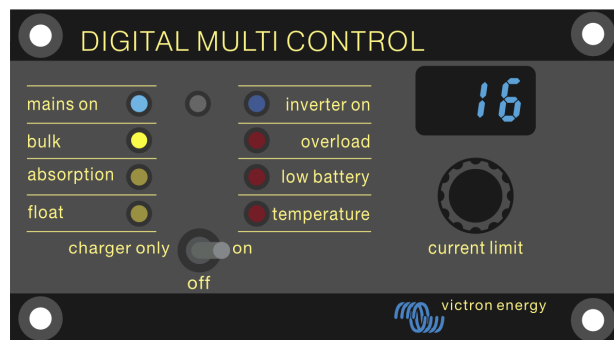 DIGITAL MULTI CONTROL
16
mains on
inverter on
bulk
overload
absorption
low battery
float
temperature
charger only
on
off
current limit
victron energy